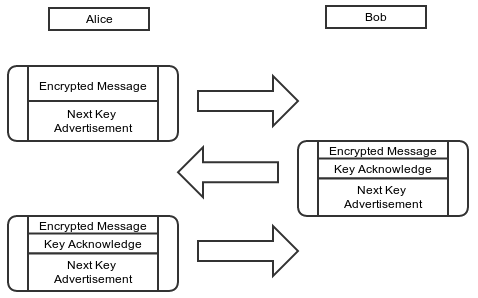 Alice
Bob
Encrypted Message
Next Key
Advertisement
Encrypted Message
Key Acknowledge
Next Key
Advertisement
Encrypted Message
Key Acknowledge
Next Key
Advertisement